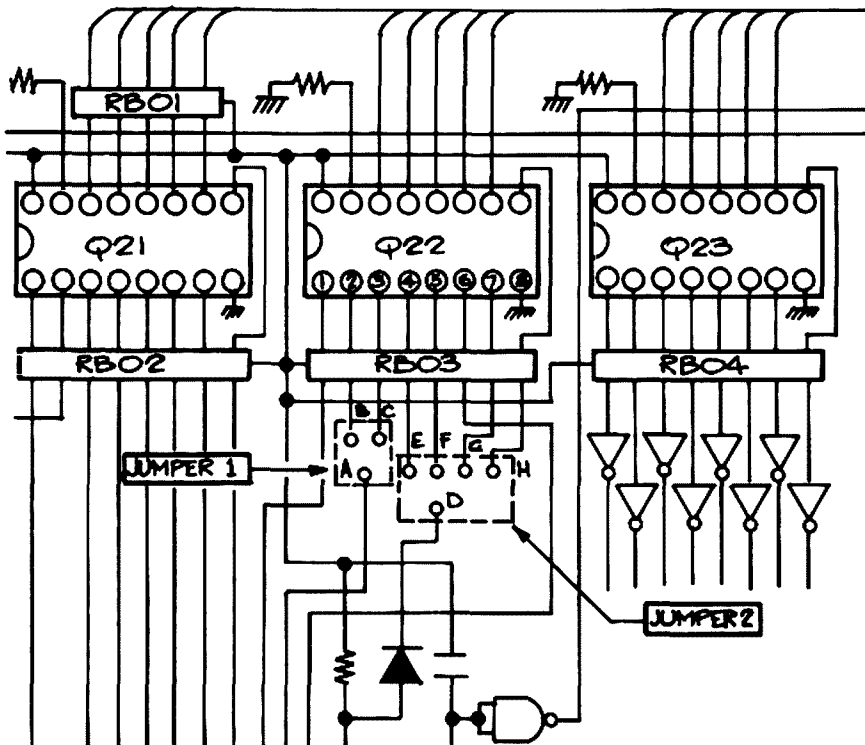 RB01
Q21
Q22
Q23
1 2 3 4 5 6 7 8
RB02
RB03
RB04
B C
E F G
JUMPER 1
A
H
D
JUMPER 2